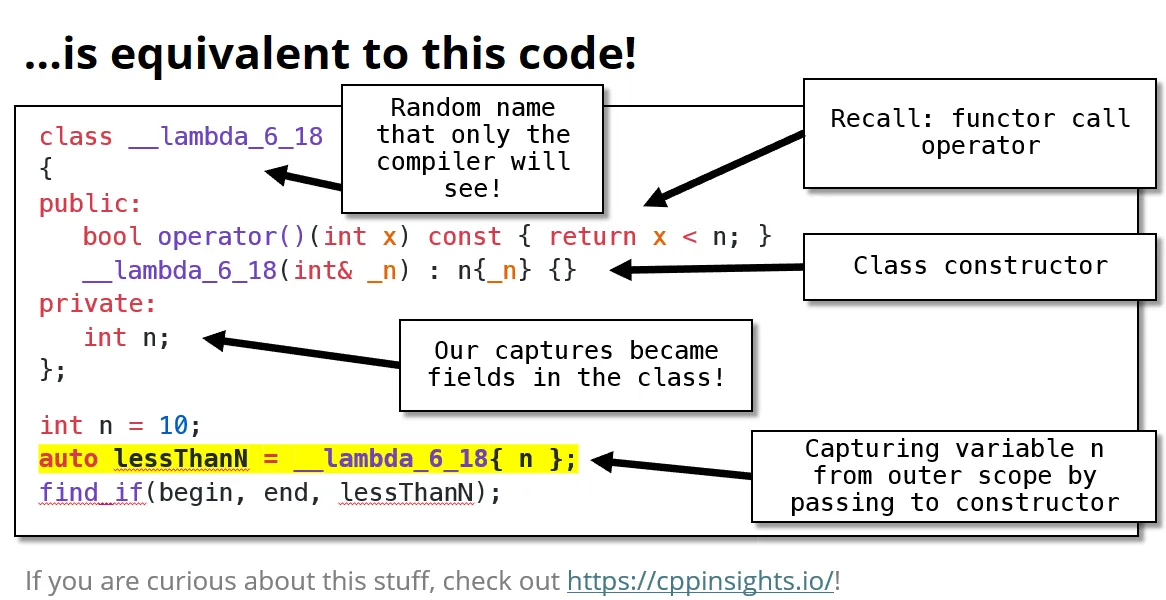 ...is equivalent to this code!
Random name
that only the
compiler will
see!
Recall: functor call
operator
class __lambda_6_18
{
public:
bool operator()(int x) const { return x < n; }
__lambda_6_18(int& _n) : n{_n} {}
Class constructor
private:
int n;
};
Our captures became
fields in the class!
int n = 10;
auto lessThanN = __lambda_6_18{ n };
find_if(begin, end, lessThanN);
Capturing variable n
from outer scope by
passing to constructor
If you are curious about this stuff, check out https://cppinsights.io/!